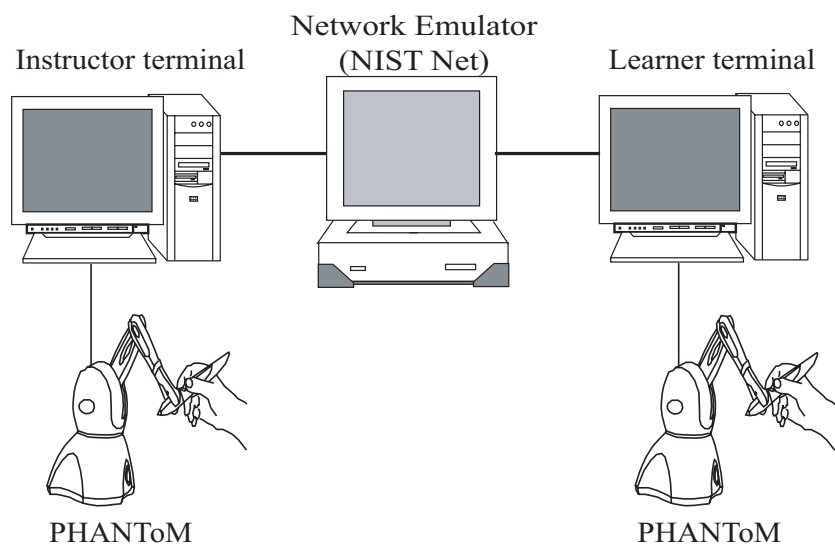 Network Emulator
(NIST Net)
Instructor terminal
Learner terminal
PHANToM
PHANToM